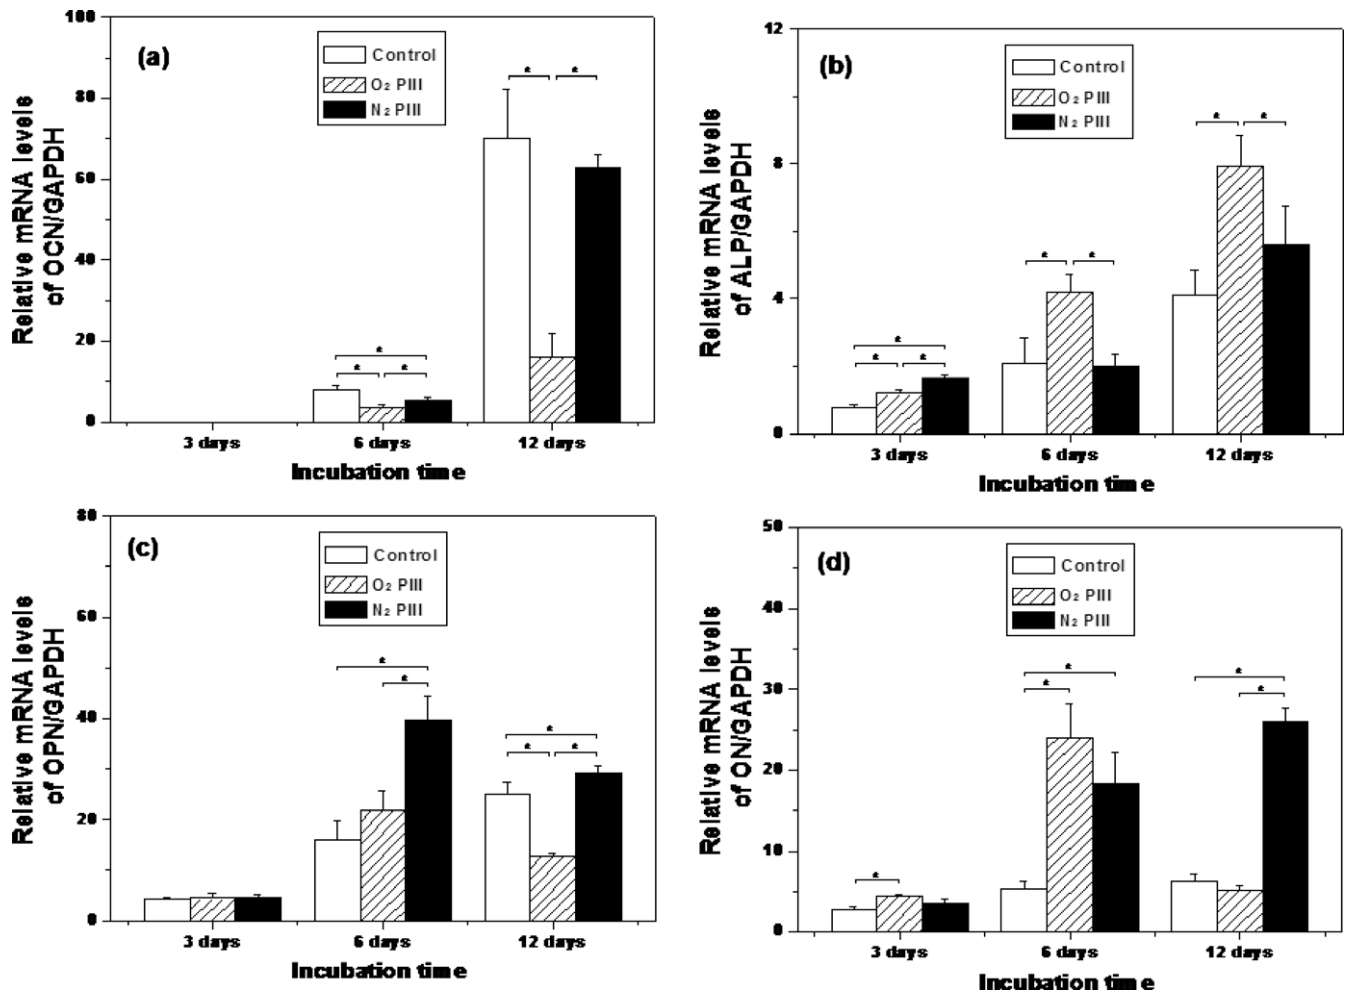 (a)
Control
O₂ PIII
N₂ PIII
Relative mRNA levels
of OCN/GAPDH
100
80
60
40
20
0
*
*
*
*
*
3 days
6 days
12 days
Incubation time
(b)
Control
O₂ PIII
N₂ PIII
Relative mRNA levels
of ALP/GAPDH
12
8
4
0
*
*
*
*
*
*
*
3 days
6 days
12 days
Incubation time
(c)
Control
O₂ PIII
N₂ PIII
Relative mRNA levels
of OPN/GAPDH
80
60
40
20
0
*
*
*
*
*
3 days
6 days
12 days
Incubation time
(d)
Control
O₂ PIII
N₂ PIII
Relative mRNA levels
of ON/GAPDH
50
40
30
20
10
0
*
*
*
*
*
3 days
6 days
12 days
Incubation time